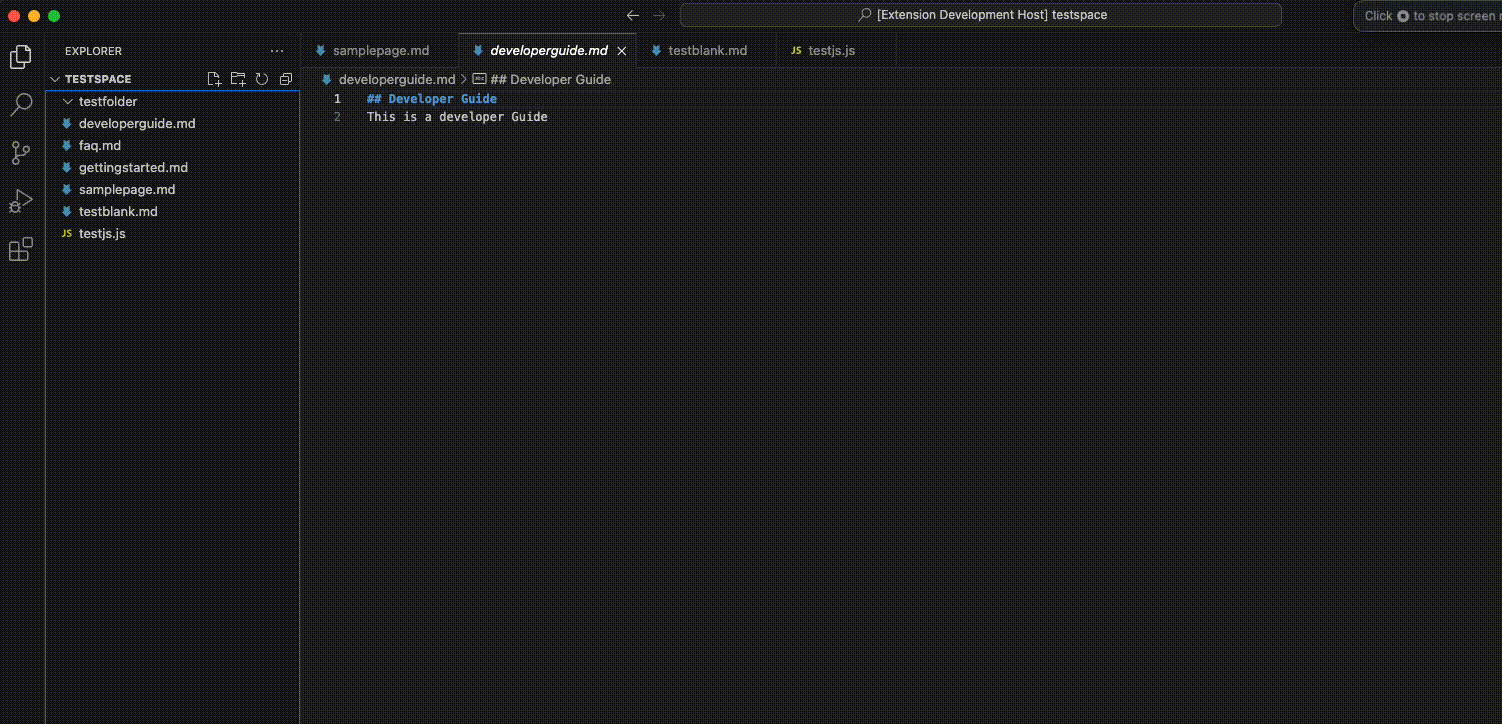 [Extension Development Host] testspace
Click to stop screen
EXPLORER
TESTSPACE
testfolder
developerguide.md
faq.md
gettingstarted.md
samplepage.md
testblank.md
JS testjs.js
samplepage.md
developerguide.md
testblank.md
JS testjs.js
developerguide.md > abc ## Developer Guide
1 ## Developer Guide
2 This is a developer Guide